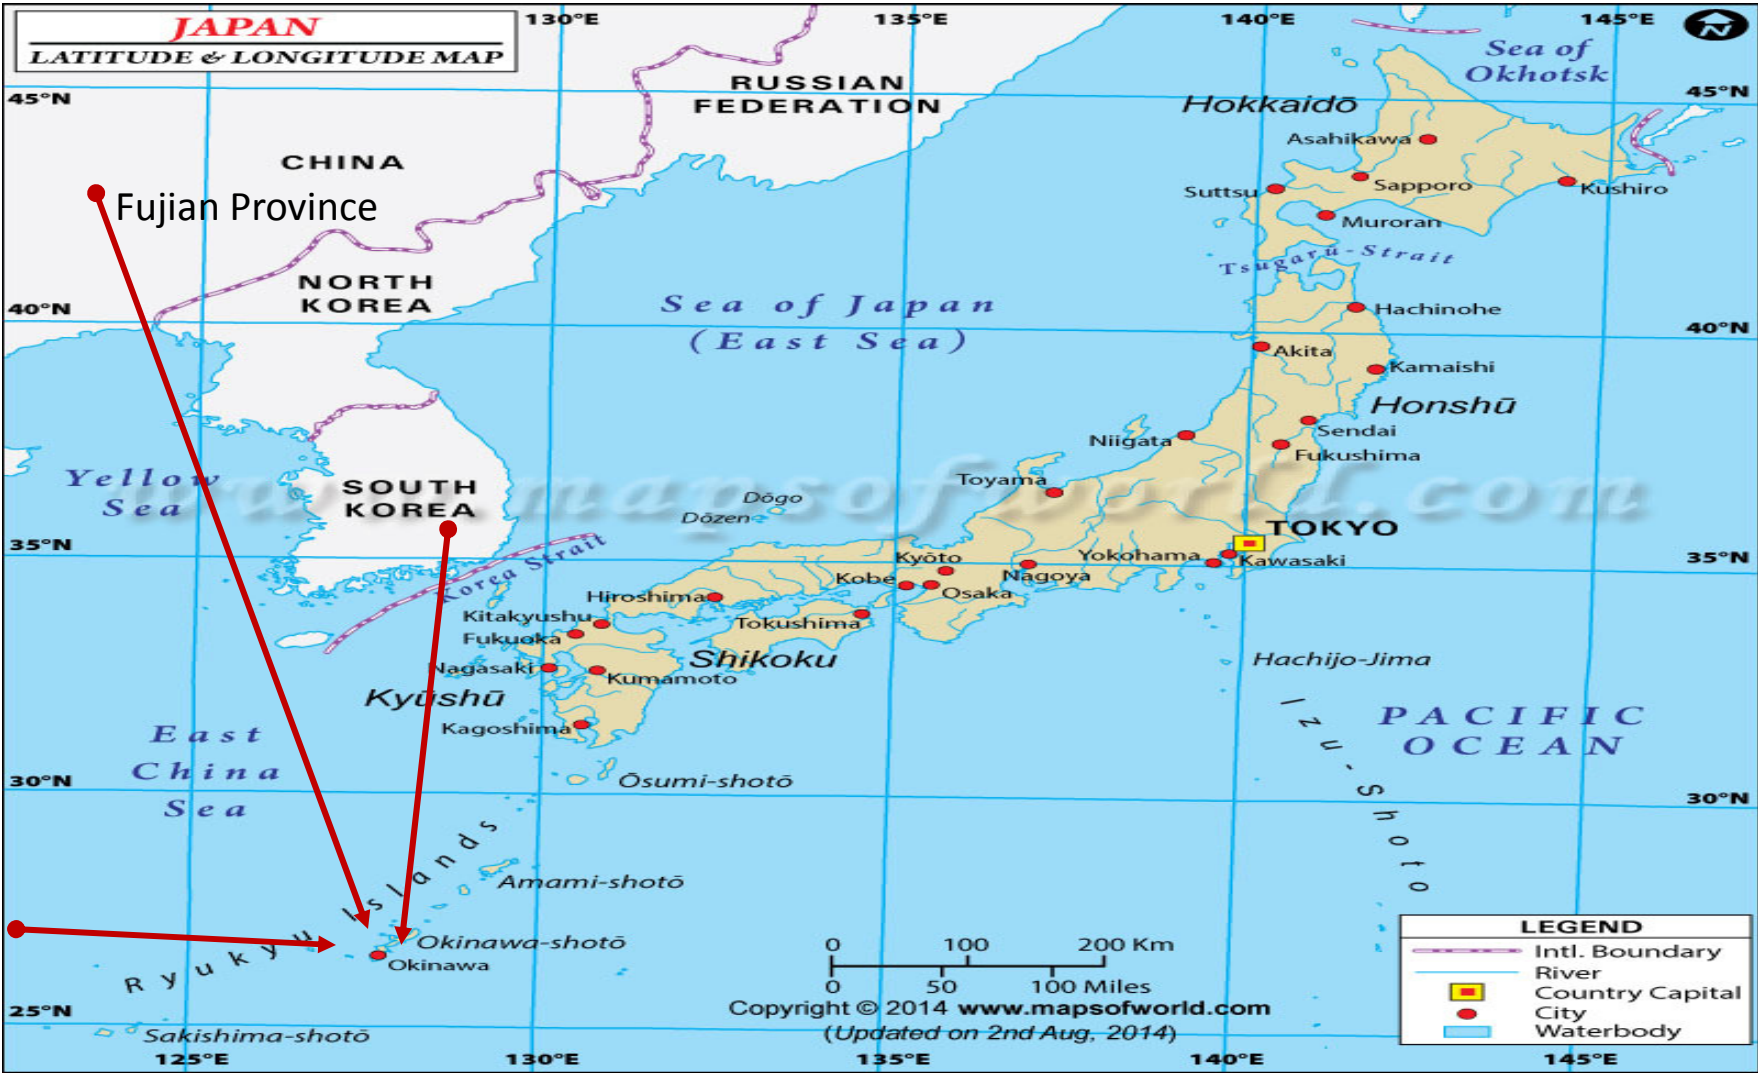 JAPAN
LATITUDE & LONGITUDE MAP
130°E
135°E
140°E
145°E
N
Sea of
Okhotsk
RUSSIAN
FEDERATION
45°N
45°N
Hokkaidō
Asahikawa
CHINA
Suttsu
Sapporo
Kushiro
Fujian Province
Muroran
Tsugarū-Strait
NORTH
KOREA
Sea of Japan
(East Sea)
40°N
Hachinohe
40°N
Akita
Kamaishi
Honshū
Sendai
Niigata
Fukushima
Yellow
Sea
SOUTH
KOREA
www.mapsofworld.com
Toyama
Dōgo
Dōzen
TOKYO
35°N
Korea Strait
Kyōto
Yokohama
Kawasaki
35°N
Kobe
Nagoya
Hiroshima
Osaka
Kitakyushu
Tokushima
Fukuoka
Shikoku
Hachijo-Jima
Nagasaki
Kumamoto
Kyūshū
Kagoshima
East
China
Sea
PACIFIC
OCEAN
Izu-Shoto
30°N
Ōsumi-shotō
30°N
Ryukyu Islands
Amami-shotō
Okinawa-shotō
Okinawa
0 100 200 Km
0 50 100 Miles
Copyright © 2014 www.mapsofworld.com
(Updated on 2nd Aug, 2014)
LEGEND
Intl. Boundary
River
Country Capital
City
Waterbody
25°N
Sakishima-shotō
125°E
130°E
135°E
140°E
145°E